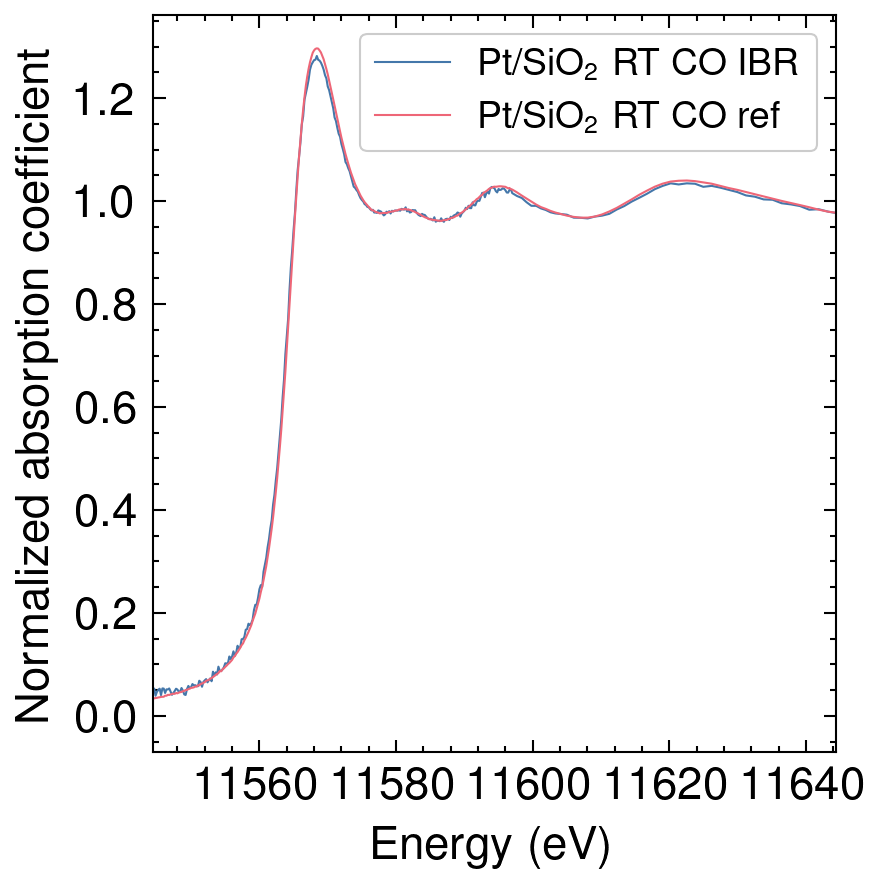 Pt/SiO₂ RT CO IBR
Pt/SiO₂ RT CO ref
Normalized absorption coefficient
1.2
1.0
0.8
0.6
0.4
0.2
0.0
11560 11580 11600 11620 11640
Energy (eV)